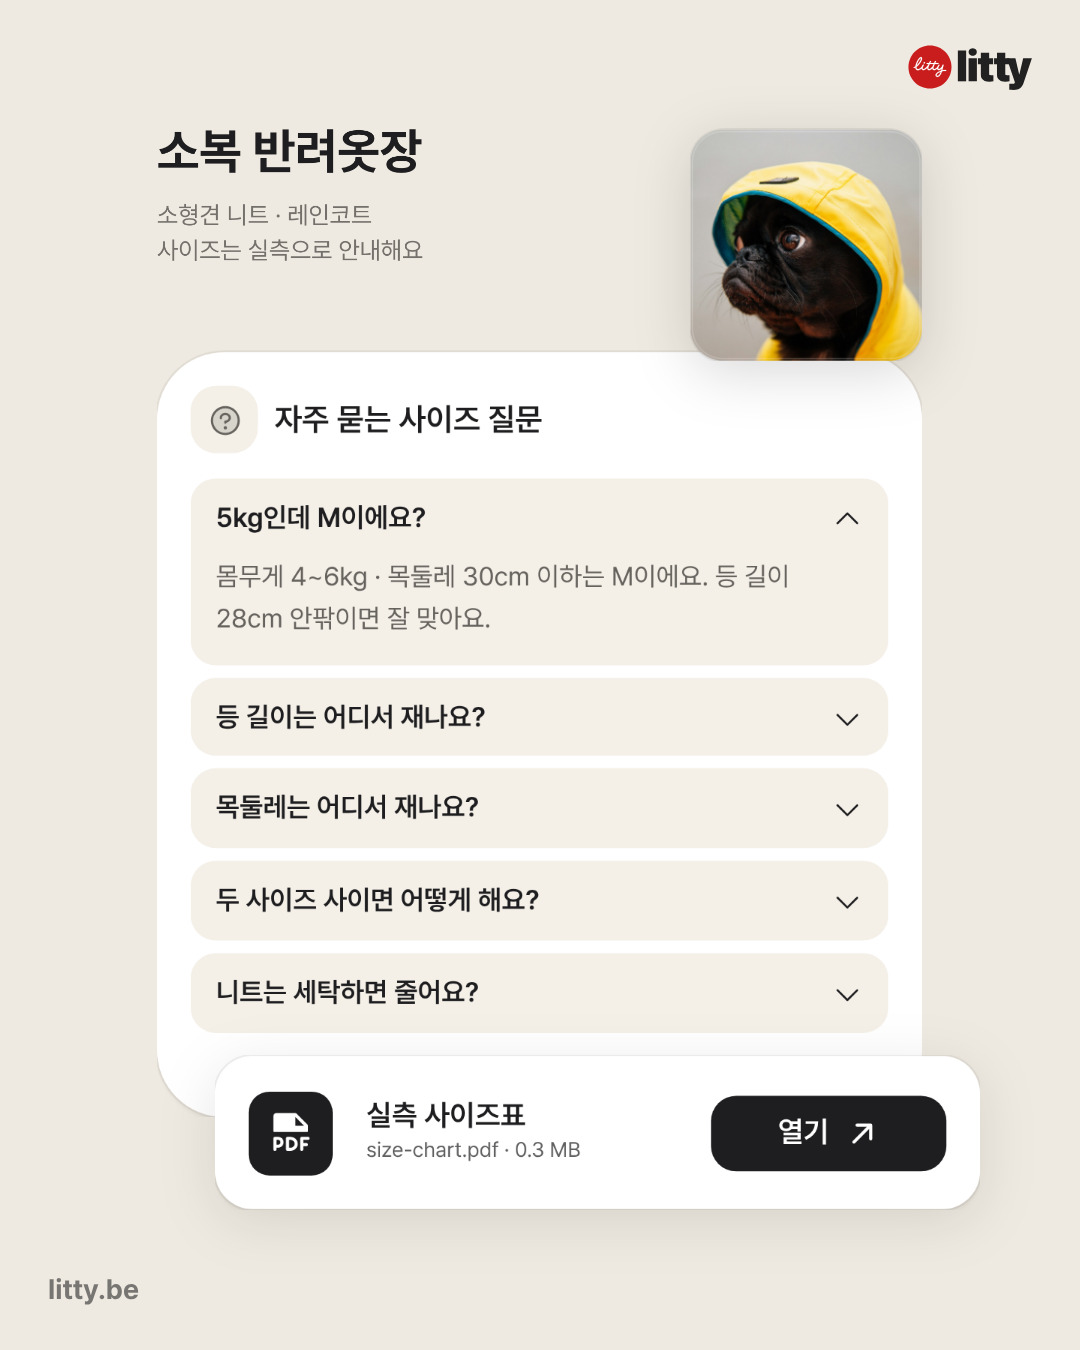 litty litty
소복 반려옷장
소형견 니트 · 레인코트
사이즈는 실측으로 안내해요
자주 묻는 사이즈 질문
5kg인데 M이에요?
몸무게 4~6kg · 목둘레 30cm 이하는 M이에요. 등 길이
28cm 안팎이면 잘 맞아요.
등 길이는 어디서 재나요?
목둘레는 어디서 재나요?
두 사이즈 사이면 어떻게 해요?
니트는 세탁하면 줄어요?
PDF
실측 사이즈표
size-chart.pdf · 0.3 MB
열기
litty.be